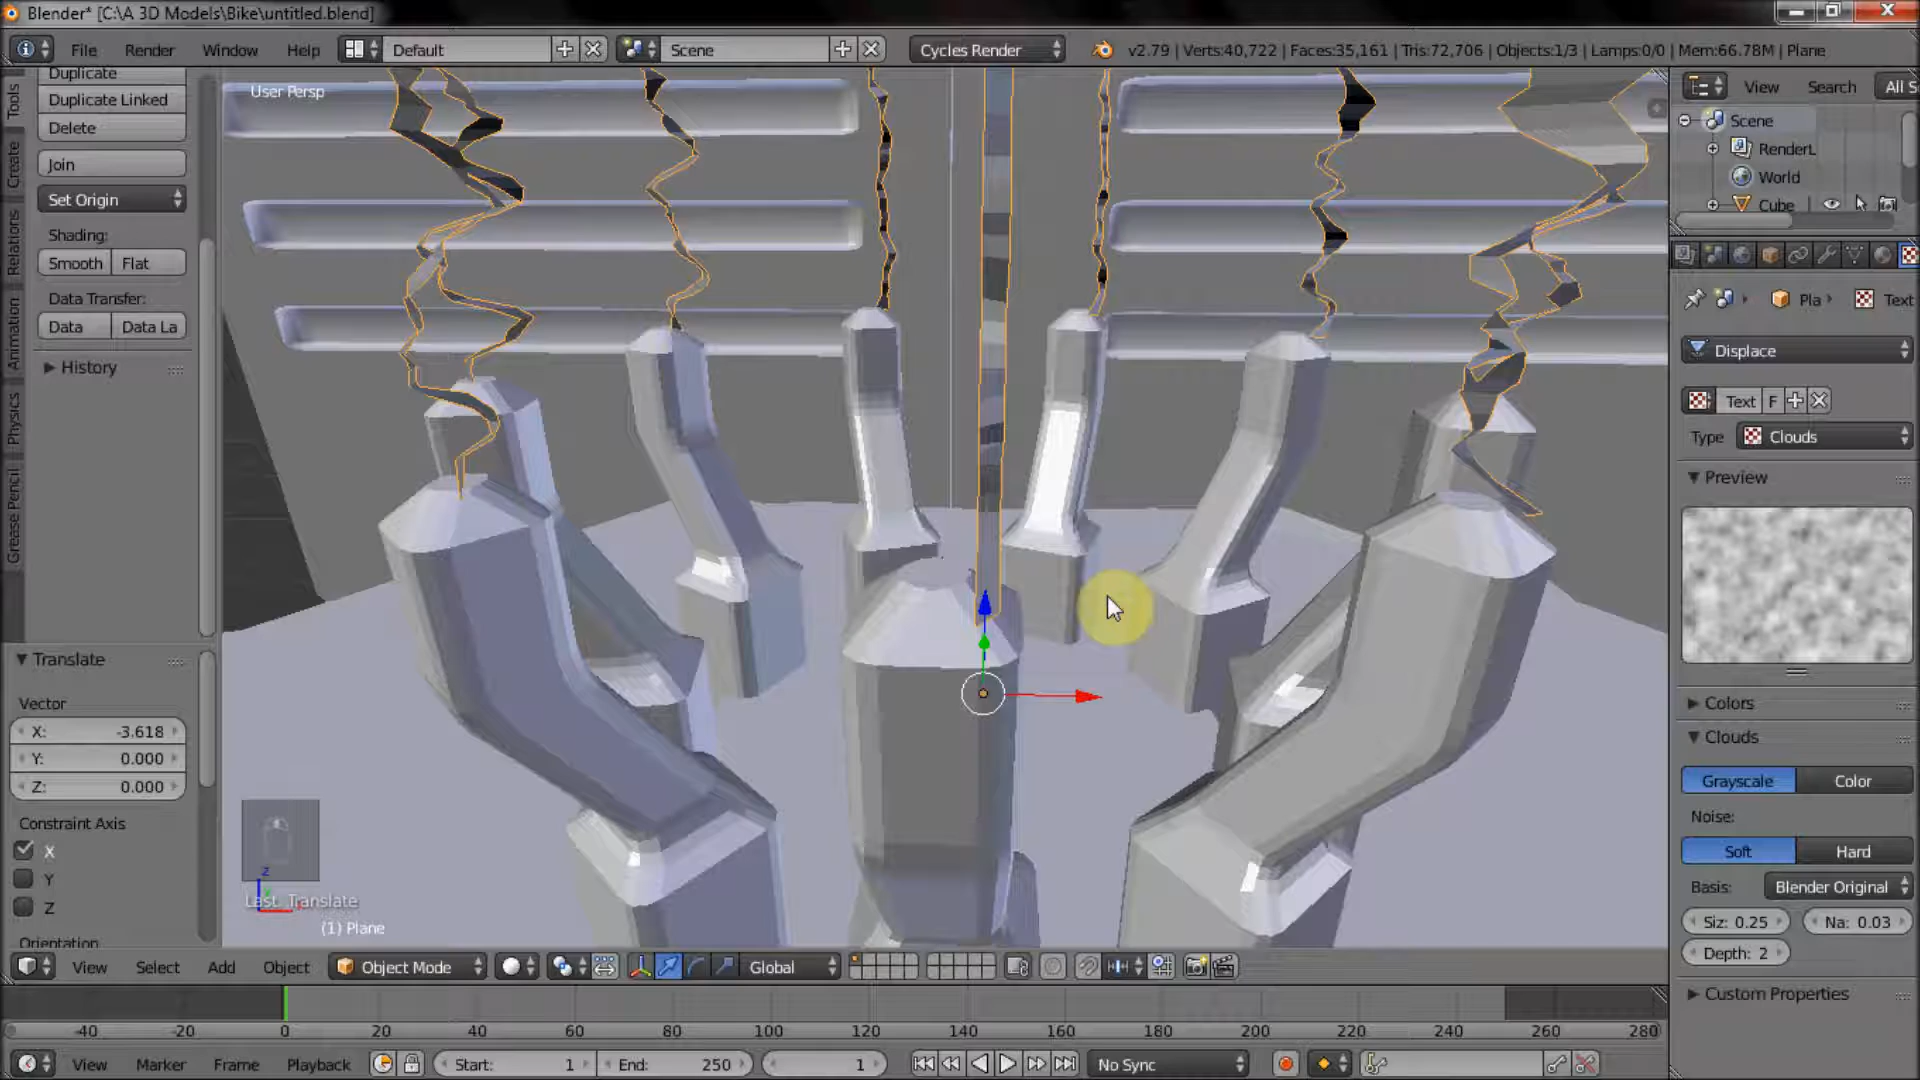 Blender* [C:\A 3D Models\Bike\untitled.blend]
File Render Window Help Default Scene Cycles Render v2.79 | Verts:40,722 | Faces:35,161 | Tris:72,706 | Objects:1/3 | Lamps:0/0 | Mem:66.78M | Plane
Tools
Create
Relations
Animation
Physics
Grease Pencil
Duplicate
Duplicate Linked
Delete
Join
Set Origin
Shading:
Smooth Flat
Data Transfer:
Data Data La
History
Translate
Vector
X: -3.618
Y: 0.000
Z: 0.000
Constraint Axis
X
Y
Z
Orientation
User Persp
z
Last Translate
(1) Plane
View Search All S
Scene
RenderL
World
Cube
Pla Text
Displace
Text F
Type Clouds
Preview
Colors
Clouds
Grayscale Color
Noise:
Soft Hard
Basis: Blender Original
Siz: 0.25 Na: 0.03
Depth: 2
Custom Properties
View Select Add Object Object Mode Global
-40 -20 0 20 40 60 80 100 120 140 160 180 200 220 240 260 280
View Marker Frame Playback Start: 1 End: 250 1 No Sync